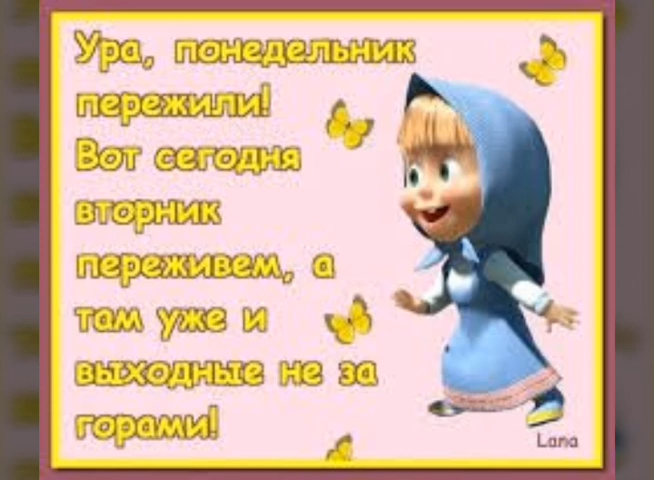 Ура, понедельник
пережили!
Вот сегодня
вторник
переживем, а
там уже и
выходные не за
горами!
Lana